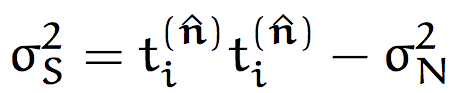 σ_S^2 = t_i^{(n̂)} t_i^{(n̂)} − σ_N^2